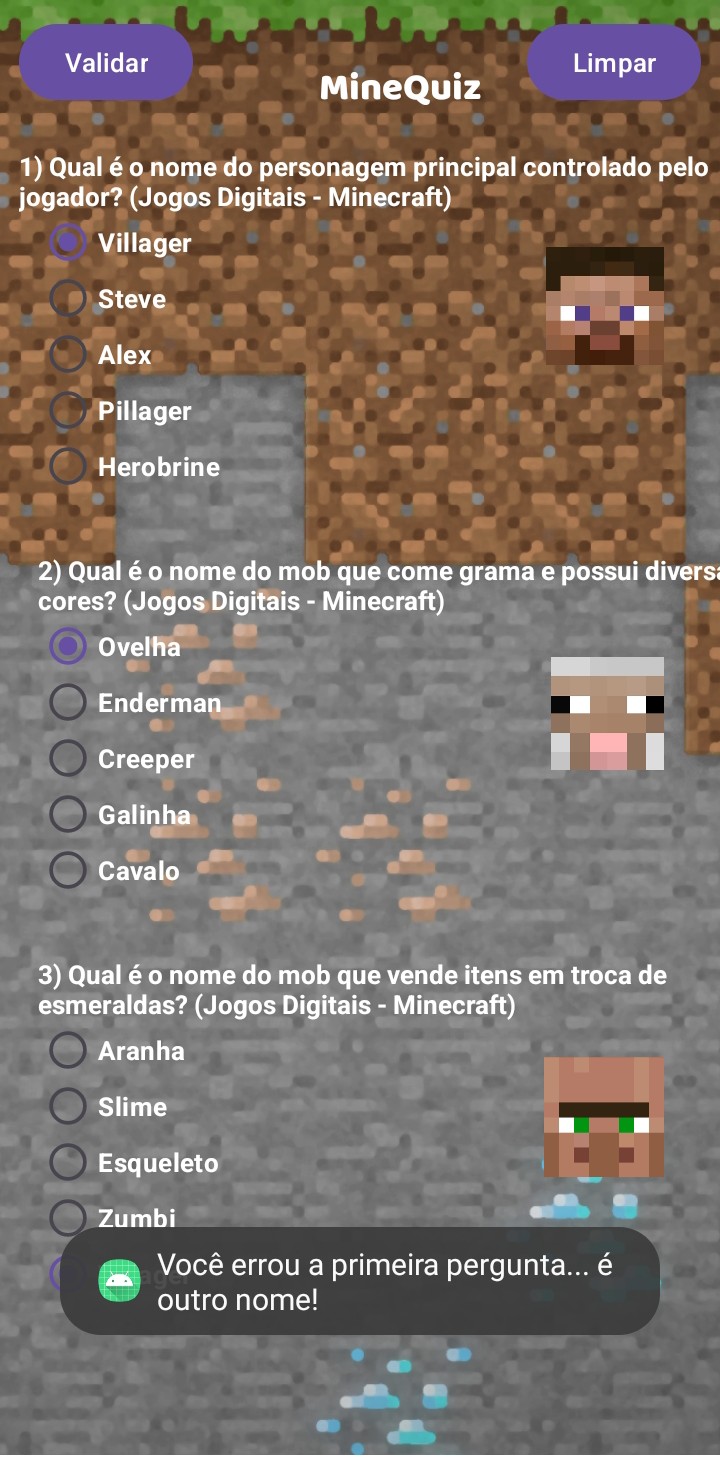 Validar
Limpar
MineQuiz
1) Qual é o nome do personagem principal controlado pelo
jogador? (Jogos Digitais - Minecraft)
Villager
Steve
Alex
Pillager
Herobrine
2) Qual é o nome do mob que come grama e possui diversa
cores? (Jogos Digitais - Minecraft)
Ovelha
Enderman
Creeper
Galinha
Cavalo
3) Qual é o nome do mob que vende itens em troca de
esmeraldas? (Jogos Digitais - Minecraft)
Aranha
Slime
Esqueleto
Zumbi
Você errou a primeira pergunta... é
outro nome!